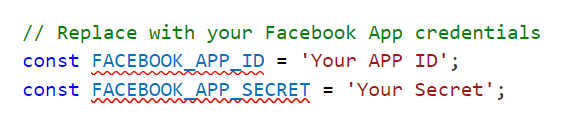 // Replace with your Facebook App credentials
const FACEBOOK_APP_ID = 'Your APP ID';
const FACEBOOK_APP_SECRET = 'Your Secret';